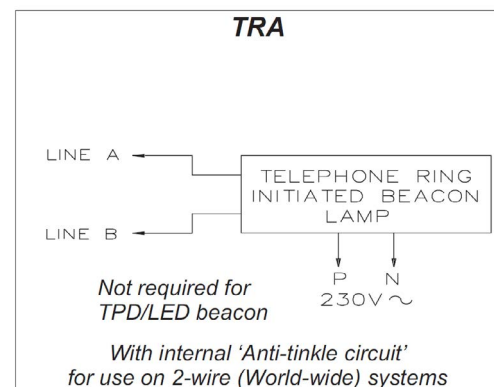 TRA
LINE A
TELEPHONE RING
INITIATED BEACON
LAMP
LINE B
P N
230V ~
Not required for
TPD/LED beacon
With internal 'Anti-tinkle circuit'
for use on 2-wire (World-wide) systems